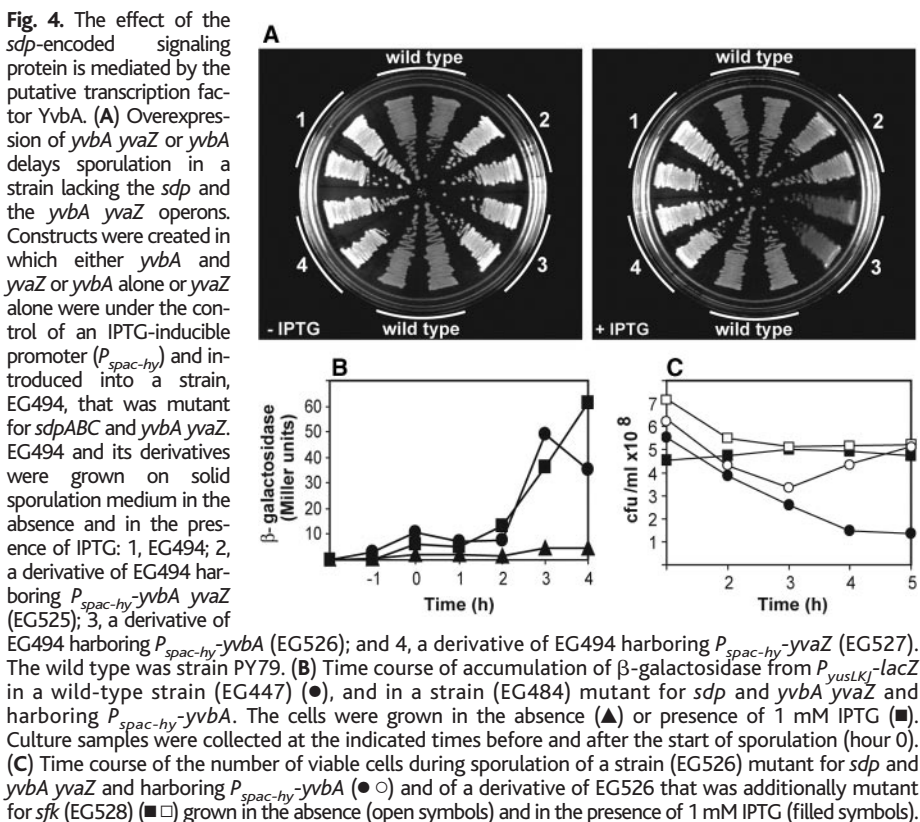 Fig. 4. The effect of the
sdp-encoded signaling
protein is mediated by the
putative transcription fac-
tor YvbA. (A) Overexpres-
sion of yvbA yvaZ or yvbA
delays sporulation in a
strain lacking the sdp and
the yvbA yvaZ operons.
Constructs were created in
which either yvbA and
yvaZ or yvbA alone or yvaZ
alone were under the con-
trol of an IPTG-inducible
promoter (Pspac-hy) and in-
troduced into a strain,
EG494, that was mutant
for sdpABC and yvbA yvaZ.
EG494 and its derivatives
were grown on solid
sporulation medium in the
absence and in the pres-
ence of IPTG: 1, EG494; 2,
a derivative of EG494 har-
boring Pspac-hy-yvbA yvaZ
(EG525); 3, a derivative of
EG494 harboring Pspac-hy-yvbA (EG526); and 4, a derivative of EG494 harboring Pspac-hy-yvaZ (EG527).
The wild type was strain PY79. (B) Time course of accumulation of β-galactosidase from PyusLKJ-lacZ
in a wild-type strain (EG447) (●), and in a strain (EG484) mutant for sdp and yvbA yvaZ and
harboring Pspac-hy-yvbA. The cells were grown in the absence (▲) or presence of 1 mM IPTG (■).
Culture samples were collected at the indicated times before and after the start of sporulation (hour 0).
(C) Time course of the number of viable cells during sporulation of a strain (EG526) mutant for sdp and
yvbA yvaZ and harboring Pspac-hy-yvbA (● ○) and of a derivative of EG526 that was additionally mutant
for sfk (EG528) (■ □) grown in the absence (open symbols) and in the presence of 1 mM IPTG (filled symbols).
A
wild type
1
2
4
3
- IPTG
wild type
wild type
1
2
4
3
+ IPTG
wild type
B
β-galactosidase
(Miller units)
60
50
40
30
20
10
-1 0 1 2 3 4
Time (h)
C
cfu/ml x10 8
7
6
5
4
3
2
1
2 3 4 5
Time (h)